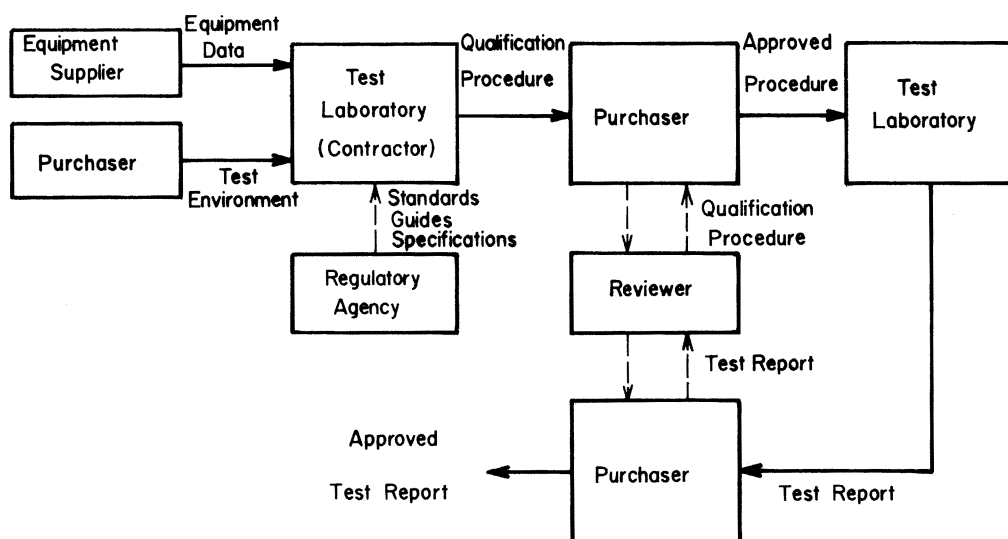 Equipment
Supplier
Equipment
Data
Purchaser
Test
Environment
Test
Laboratory
(Contractor)
Standards
Guides
Specifications
Regulatory
Agency
Qualification
Procedure
Purchaser
Approved
Procedure
Test
Laboratory
Qualification
Procedure
Reviewer
Test Report
Purchaser
Test Report
Approved
Test Report